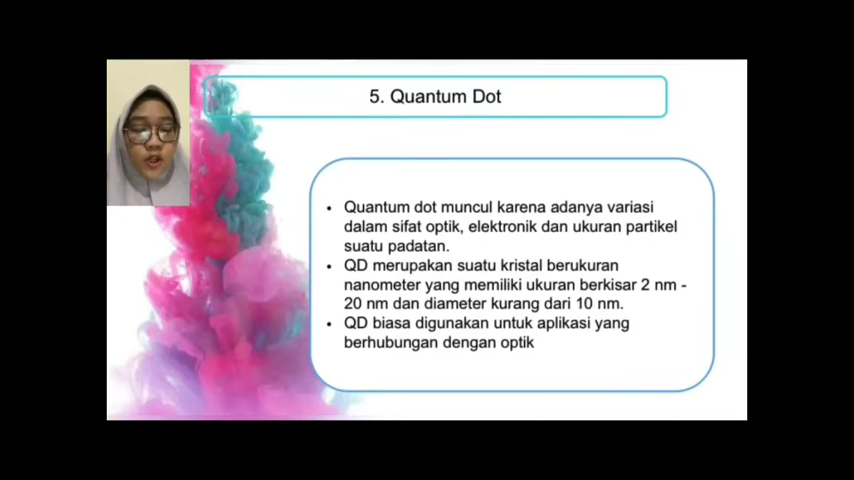 5. Quantum Dot
• Quantum dot muncul karena adanya variasi
dalam sifat optik, elektronik dan ukuran partikel
suatu padatan.
• QD merupakan suatu kristal berukuran
nanometer yang memiliki ukuran berkisar 2 nm -
20 nm dan diameter kurang dari 10 nm.
• QD biasa digunakan untuk aplikasi yang
berhubungan dengan optik